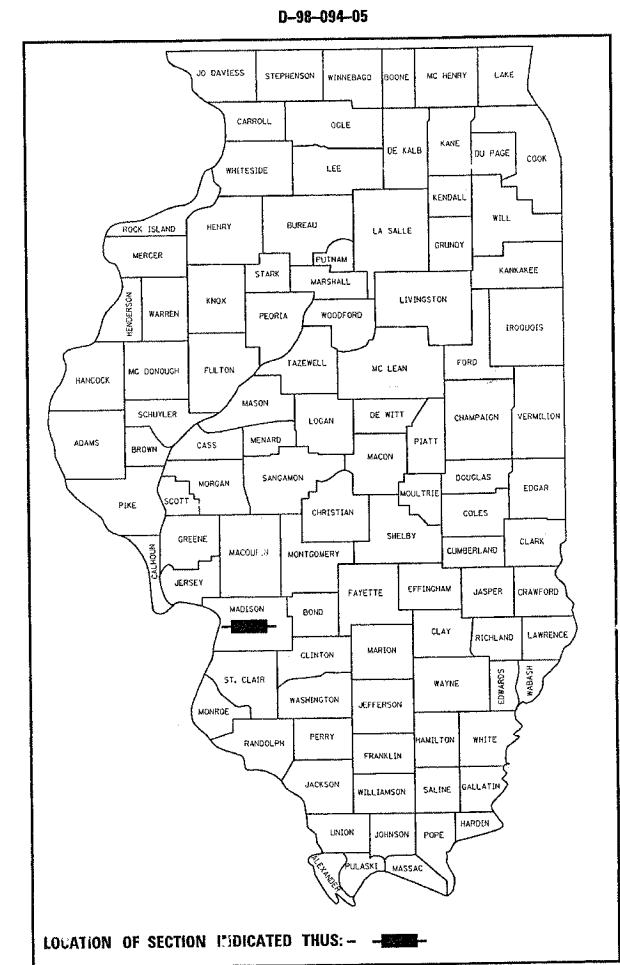 D-98-094-05
JO DAVIESS STEPHENSON WINNEBAGO BOONE MC HENRY LAKE
CARROLL OGLE
DE KALB KANE DU PAGE COOK
WHITESIDE LEE
KENDALL
ROCK ISLAND HENRY BUREAU LA SALLE WILL
MERCER PUTNAM GRUNDY
STARK MARSHALL KANKAKEE
HENDERSON WARREN KNOX PEORIA WOODFORD LIVINGSTON IROQUOIS
HANCOCK MC DONOUGH FULTON TAZEWELL MC LEAN FORD
SCHUYLER MASON LOGAN DE WITT CHAMPAIGN VERMILION
ADAMS BROWN CASS MENARD MACON PIATT
PIKE SCOTT MORGAN SANGAMON MOULTRIE DOUGLAS EDGAR
CHRISTIAN COLES
CALHOUN GREENE MACOUPIN MONTGOMERY SHELBY CUMBERLAND CLARK
JERSEY FAYETTE EFFINGHAM JASPER CRAWFORD
MADISON BOND
CLAY RICHLAND LAWRENCE
CLINTON MARION
ST. CLAIR WAYNE EDWARDS WABASH
MONROE WASHINGTON JEFFERSON
RANDOLPH PERRY HAMILTON WHITE
FRANKLIN
JACKSON WILLIAMSON SALINE GALLATIN
UNION JOHNSON POPE HARDIN
ALEXANDER PULASKI MASSAC
LOCATION OF SECTION INDICATED THUS: -